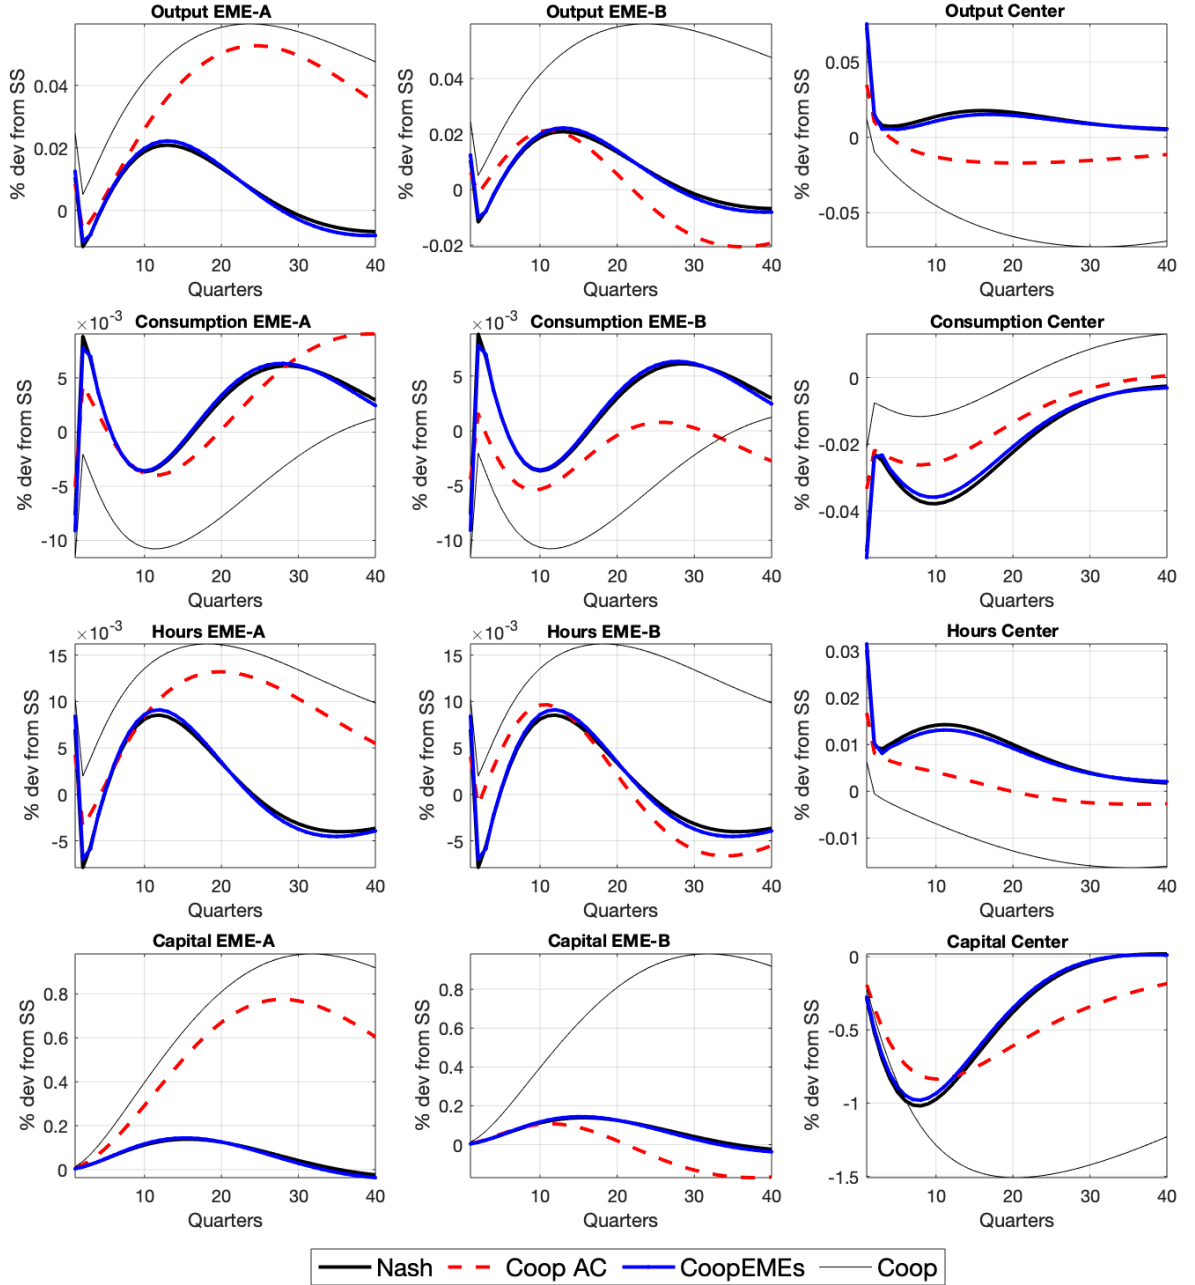 Output EME-A
% dev from SS
0.04
0.02
0
10
20
30
40
Quarters
Output EME-B
% dev from SS
0.04
0.02
0
-0.02
10
20
30
40
Quarters
Output Center
% dev from SS
0.05
0
-0.05
10
20
30
40
Quarters
×10-3
Consumption EME-A
% dev from SS
5
0
-5
-10
10
20
30
40
Quarters
×10-3
Consumption EME-B
% dev from SS
5
0
-5
-10
10
20
30
40
Quarters
Consumption Center
% dev from SS
0
-0.02
-0.04
10
20
30
40
Quarters
×10-3
Hours EME-A
% dev from SS
15
10
5
0
-5
10
20
30
40
Quarters
×10-3
Hours EME-B
% dev from SS
15
10
5
0
-5
10
20
30
40
Quarters
Hours Center
% dev from SS
0.03
0.02
0.01
0
-0.01
10
20
30
40
Quarters
Capital EME-A
% dev from SS
0.8
0.6
0.4
0.2
0
10
20
30
40
Quarters
Capital EME-B
% dev from SS
0.8
0.6
0.4
0.2
0
10
20
30
40
Quarters
Capital Center
% dev from SS
0
-0.5
-1
-1.5
10
20
30
40
Quarters
Nash Coop AC CoopEMEs Coop